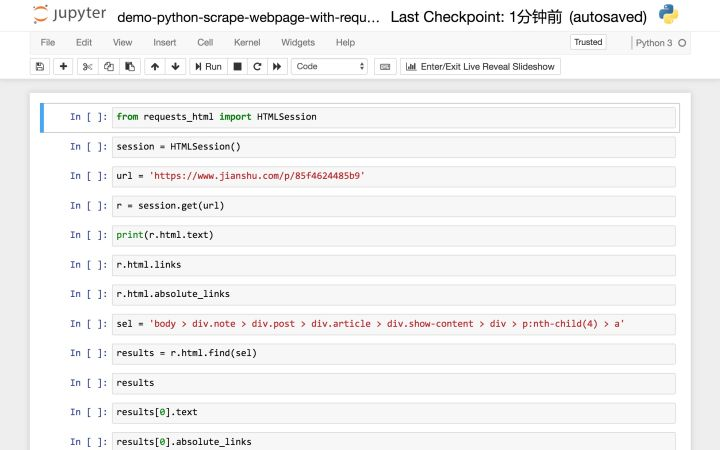 jupyter demo-python-scrape-webpage-with-requ... Last Checkpoint: 1分钟前 (autosaved)
File Edit View Insert Cell Kernel Widgets Help Trusted Python 3
Run Code Enter/Exit Live Reveal Slideshow
In [ ]: from requests_html import HTMLSession
In [ ]: session = HTMLSession()
In [ ]: url = 'https://www.jianshu.com/p/85f4624485b9'
In [ ]: r = session.get(url)
In [ ]: print(r.html.text)
In [ ]: r.html.links
In [ ]: r.html.absolute_links
In [ ]: sel = 'body > div.note > div.post > div.article > div.show-content > div > p:nth-child(4) > a'
In [ ]: results = r.html.find(sel)
In [ ]: results
In [ ]: results[0].text
In [ ]: results[0].absolute_links